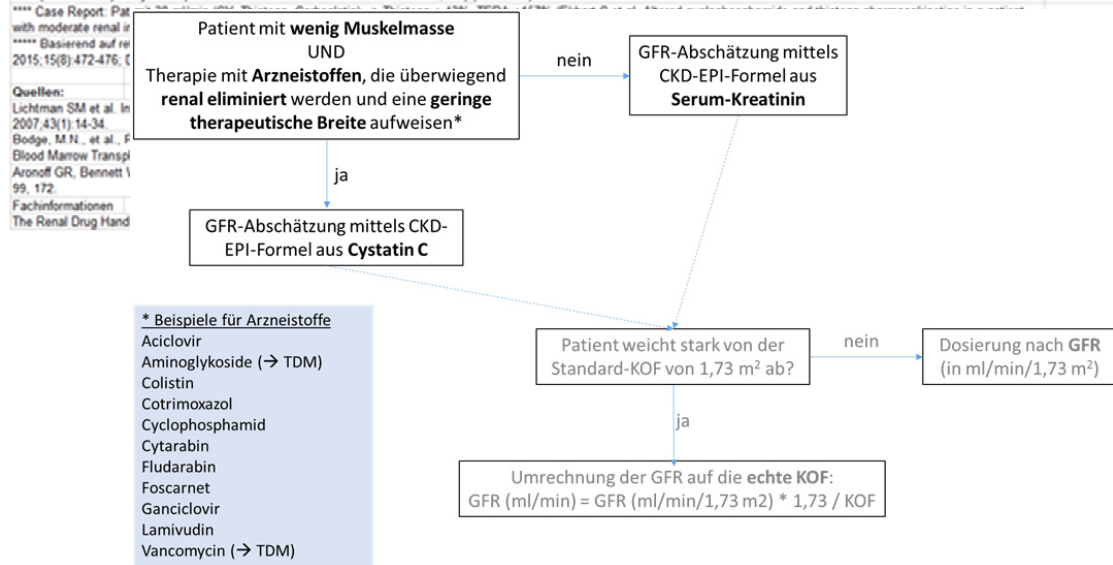 **** Case Report: Pat
with moderate renal in
***** Basierend auf re
2015;15(8):472-476; D
Quellen:
Lichtman SM et al. In
2007;43(1):14-34.
Bodge, M.N., et al., P
Blood Marrow Transpl
Aronoff GR, Bennett
99, 172.
Fachinformationen
The Renal Drug Hand
Patient mit wenig Muskelmasse
UND
Therapie mit Arzneistoffen, die überwiegend
renal eliminiert werden und eine geringe
therapeutische Breite aufweisen*
nein
GFR-Abschätzung mittels
CKD-EPI-Formel aus
Serum-Kreatinin
ja
GFR-Abschätzung mittels CKD-
EPI-Formel aus Cystatin C
* Beispiele für Arzneistoffe
Aciclovir
Aminoglykoside (→ TDM)
Colistin
Cotrimoxazol
Cyclophosphamid
Cytarabin
Fludarabin
Foscarnet
Ganciclovir
Lamivudin
Vancomycin (→ TDM)
Patient weicht stark von der
Standard-KOF von 1,73 m² ab?
nein
Dosierung nach GFR
(in ml/min/1,73 m²)
ja
Umrechnung der GFR auf die echte KOF:
GFR (ml/min) = GFR (ml/min/1,73 m2) * 1,73 / KOF